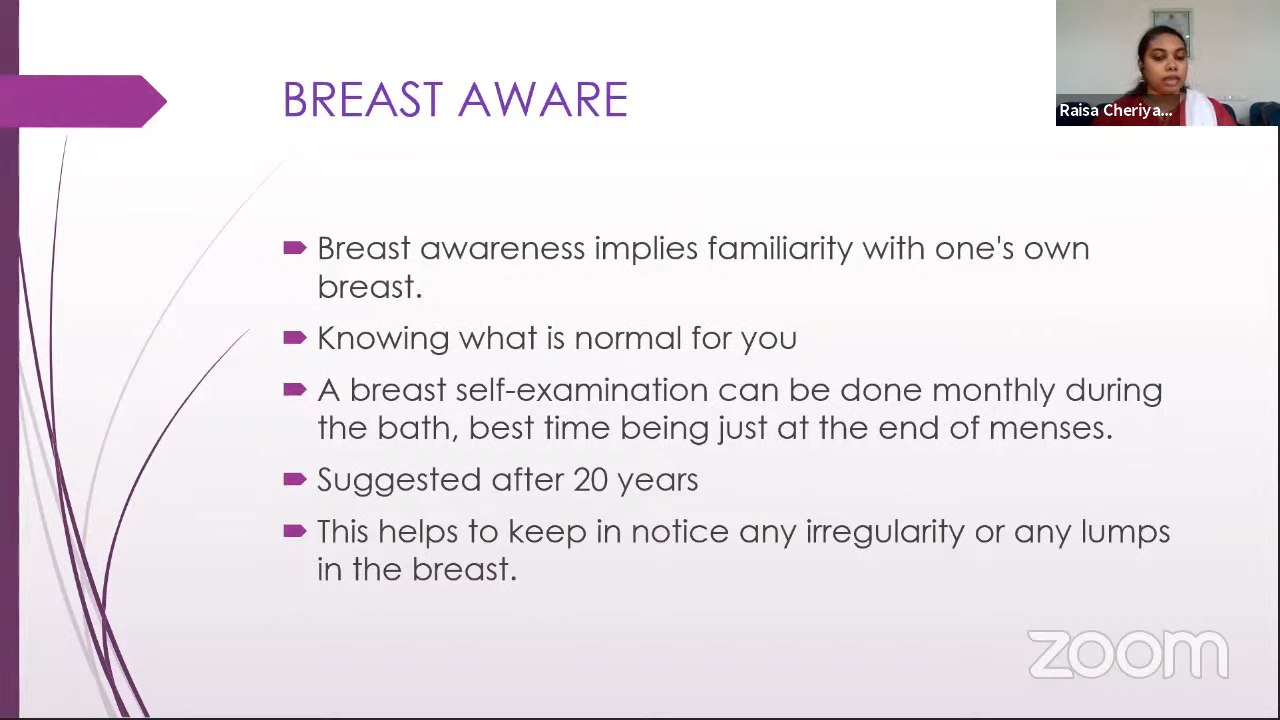 BREAST AWARE
Raisa Cheriya...
Breast awareness implies familiarity with one's own
breast.
Knowing what is normal for you
A breast self-examination can be done monthly during
the bath, best time being just at the end of menses.
Suggested after 20 years
This helps to keep in notice any irregularity or any lumps
in the breast.
zoom